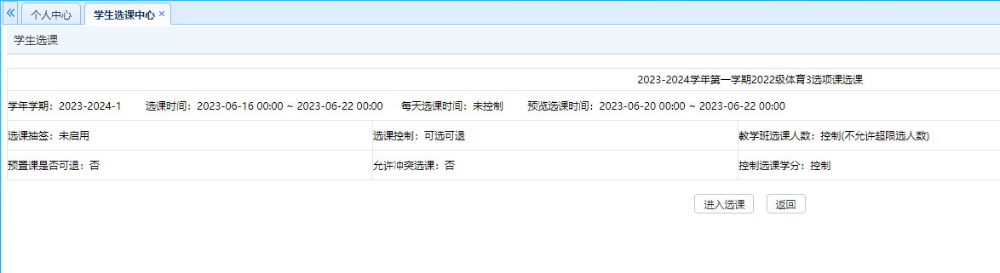 个人中心 学生选课中心
学生选课
2023-2024学年第一学期2022级体育3选项课选课
学年学期：2023-2024-1 选课时间：2023-06-16 00:00 ~ 2023-06-22 00:00 每天选课时间：未控制 预览选课时间：2023-06-20 00:00 ~ 2023-06-22 00:00
选课抽签：未启用 选课控制：可选可退 教学班选课人数：控制(不允许超限选人数)
预置课是否可退：否 允许冲突选课：否 控制选课学分：控制
进入选课 返回